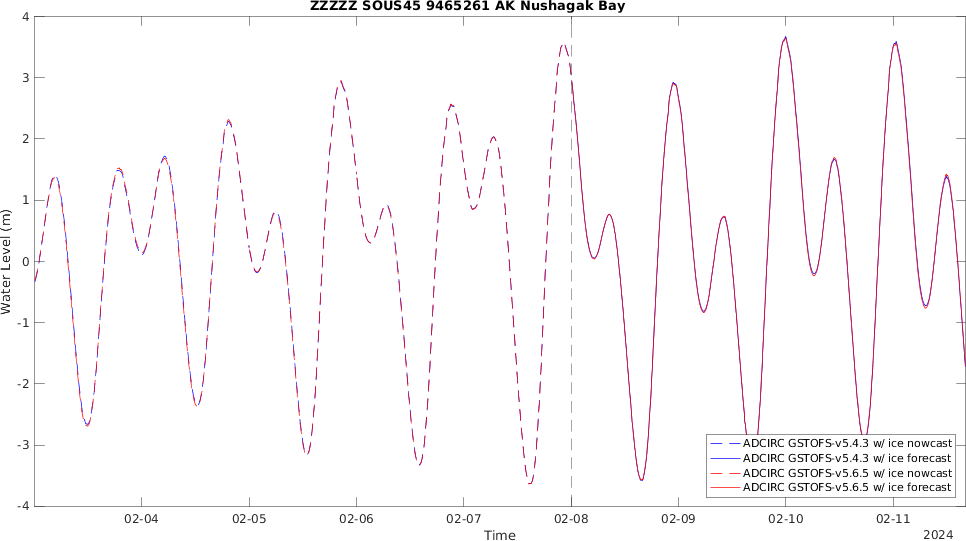 ZZZZZ SOUS45 9465261 AK Nushagak Bay
4
3
2
1
0
-1
-2
-3
-4
Water Level (m)
ADCIRC GSTOFS-v5.4.3 w/ ice nowcast
ADCIRC GSTOFS-v5.4.3 w/ ice forecast
ADCIRC GSTOFS-v5.6.5 w/ ice nowcast
ADCIRC GSTOFS-v5.6.5 w/ ice forecast
02-04 02-05 02-06 02-07 02-08 02-09 02-10 02-11
Time
2024